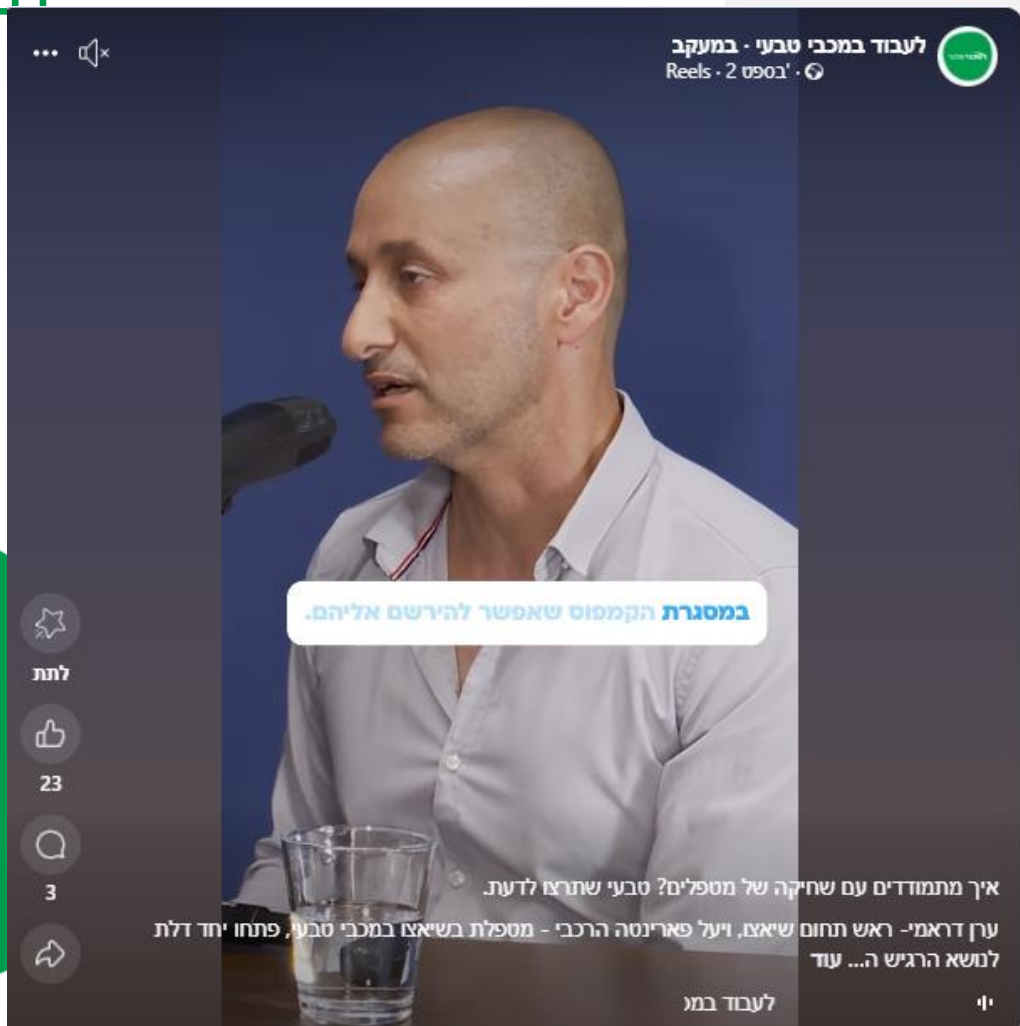 לעבוד במכבי טבעי · במעקב
Reels · 2 בספט' ·
במסגרת הקמפוס שאפשר להירשם אליהם.
לתת
23
3
איך מתמודדים עם שחיקה של מטפלים? טבעי שתרצו לדעת.
ערן דראמי- ראש תחום שיאצו, ויעל פארינטה הרכבי - מטפלת בשיאצו במכבי טבעי, פתחו יחד דלת
לנושא הרגיש ה... עוד
לעבוד במכ